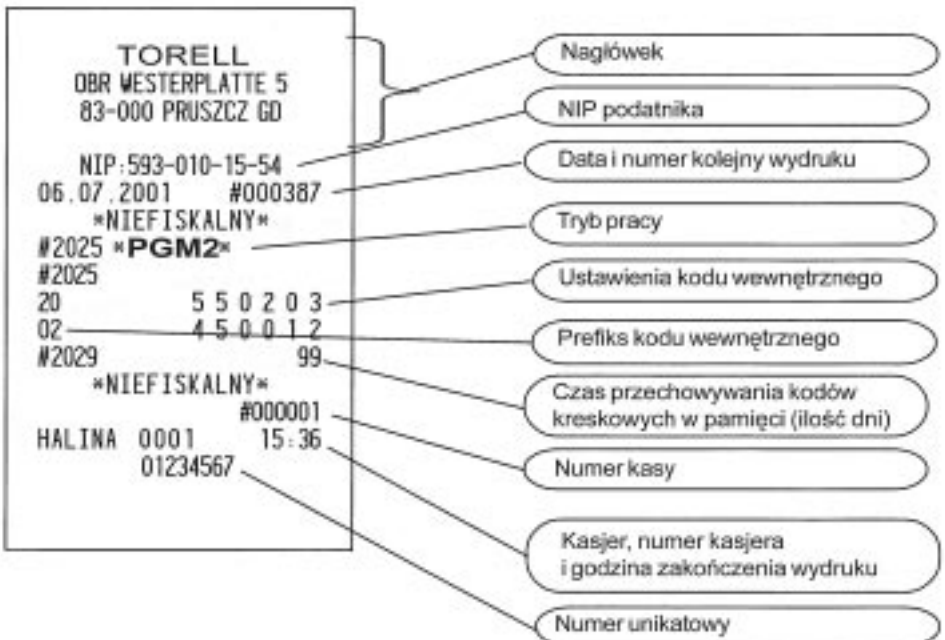 TORELL
OBR WESTERPLATTE 5
83-000 PRUSZCZ GD
NIP:593-010-15-54
06.07.2001 #000387
*NIEFISKALNY*
#2025 *PGM2*
#2025
20 5 5 0 2 0 3
02 4 5 0 0 1 2
#2029 99
*NIEFISKALNY*
#000001
HALINA 0001 15:36
01234567
Nagłówek
NIP podatnika
Data i numer kolejny wydruku
Tryb pracy
Ustawienia kodu wewnętrznego
Prefiks kodu wewnętrznego
Czas przechowywania kodów
kreskowych w pamięci (ilość dni)
Numer kasy
Kasjer, numer kasjera
i godzina zakończenia wydruku
Numer unikatowy